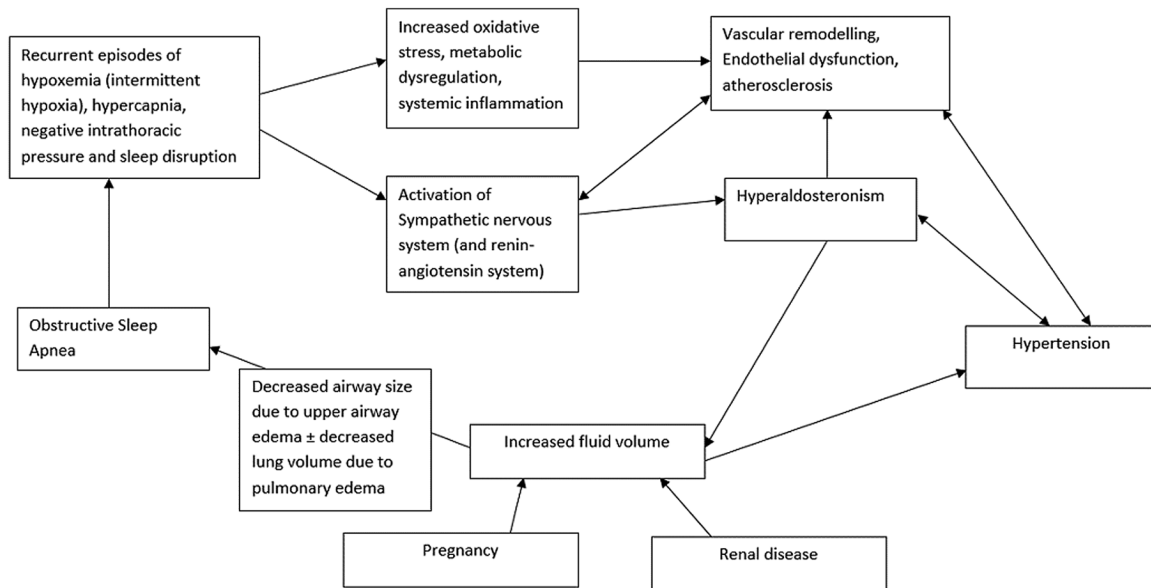 Recurrent episodes of
hypoxemia (intermittent
hypoxia), hypercapnia,
negative intrathoracic
pressure and sleep disruption
Increased oxidative
stress, metabolic
dysregulation,
systemic inflammation
Vascular remodelling,
Endothelial dysfunction,
atherosclerosis
Activation of
Sympathetic nervous
system (and renin-
angiotensin system)
Hyperaldosteronism
Obstructive Sleep
Apnea
Hypertension
Decreased airway size
due to upper airway
edema ± decreased
lung volume due to
pulmonary edema
Increased fluid volume
Pregnancy
Renal disease